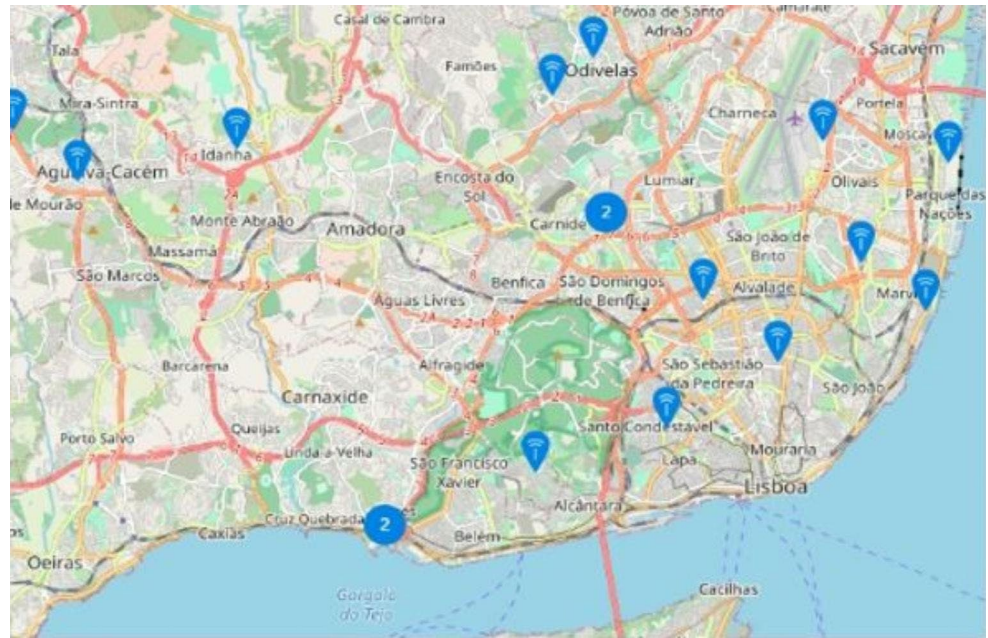 Casal de Cambra
Póvoa de Santo
Adrião
Camarate
Tala
Sacavém
Famões
Odivelas
Mira-Sintra
Charneca
Portela
Idanha
Moscav
Agualva-Cacém
Encosta do
Sol
Lumiar
Olivais
de Mourão
Parque das
Nações
Monte Abraão
Amadora
Carnide
2
São João de
Brito
Massamá
São Marcos
Benfica
São Domingos
de Benfica
Alvalade
Marvi
Águas Livres
2A
Barcarena
Alfragide
São Sebastião
da Pedreira
São João
Carnaxide
Porto Salvo
Queijas
Linda-a-Velha
Santo Condestável
São Francisco
Xavier
Lapa
Mouraria
Lisboa
Alcântara
Cruz Quebrada
2
Caxias
Belém
Oeiras
Gargalo
do Tejo
Cacilhas